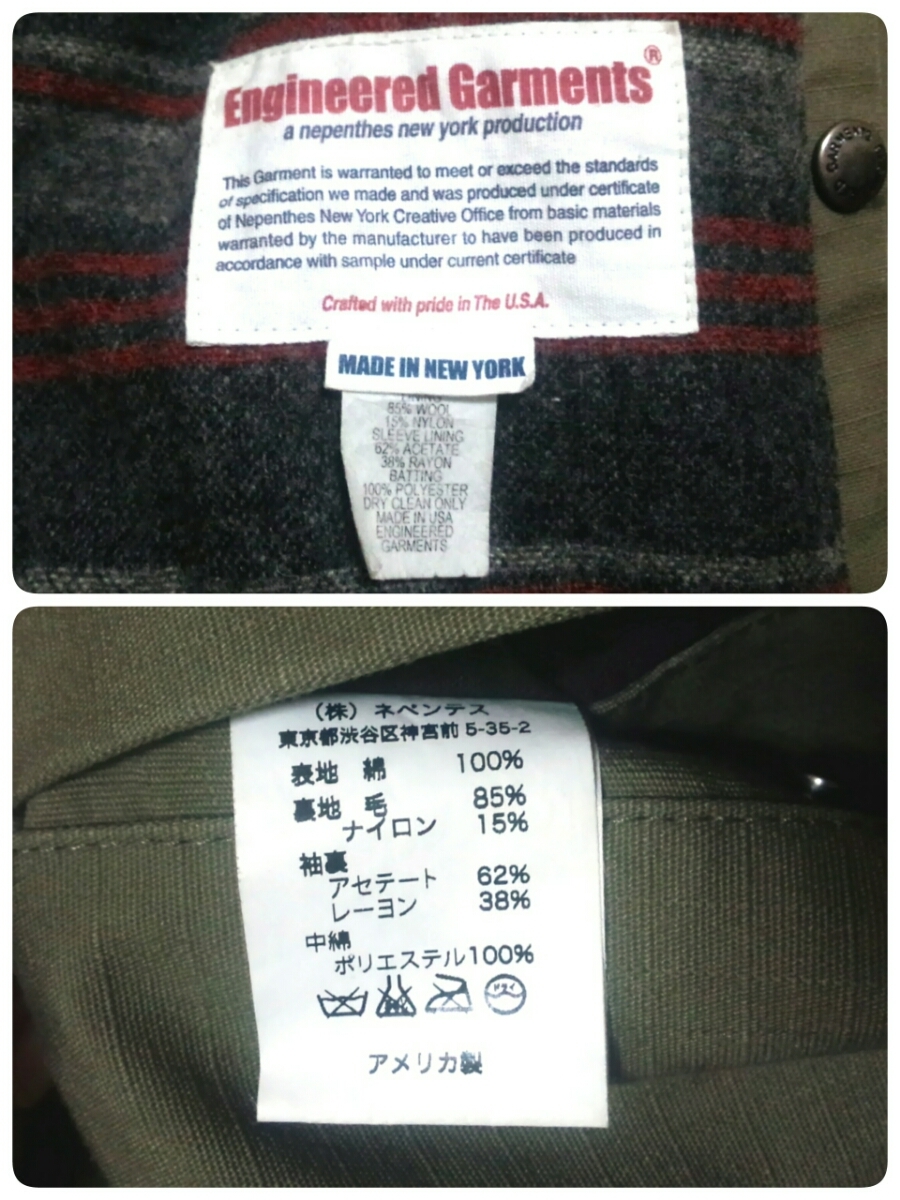 Engineered Garments®
a nepenthes new york production
This Garment is warranted to meet or exceed the standards
of specification we made and was produced under certificate
of Nepenthes New York Creative Office from basic materials
warranted by the manufacturer to have been produced in
accordance with sample under current certificate
Crafted with pride in The U.S.A.
MADE IN NEW YORK
LINING
85% WOOL
15% NYLON
SLEEVE LINING
62% ACETATE
38% RAYON
BATTING
100% POLYESTER
DRY CLEAN ONLY
MADE IN USA
ENGINEERED
GARMENTS
GARMENTS
(株) ネペンテス
東京都渋谷区神宮前 5-35-2
表地 綿 100%
裏地 毛 85%
ナイロン 15%
袖裏
アセテート 62%
レーヨン 38%
中綿
ポリエステル100%
ドライ
アメリカ製